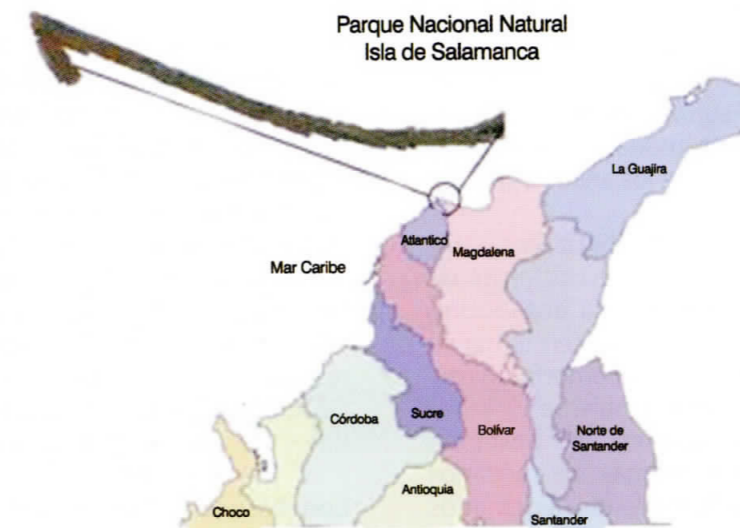 Parque Nacional Natural
Isla de Salamanca
La Guajira
Atlantico
Magdalena
Mar Caribe
Córdoba
Sucre
Bolívar
Norte de
Santander
Antioquia
Choco
Santander